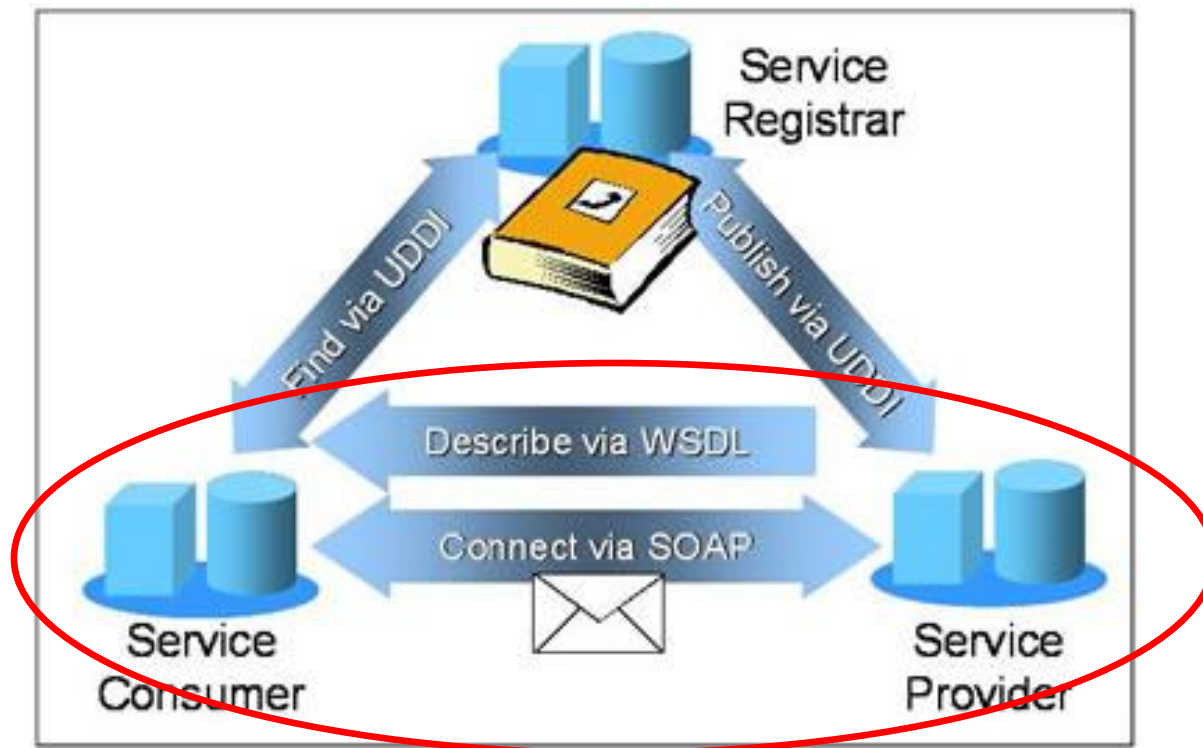 Service
Registrar
Find via UDDI
Publish via UDDI
Describe via WSDL
Connect via SOAP
Service
Consumer
Service
Provider